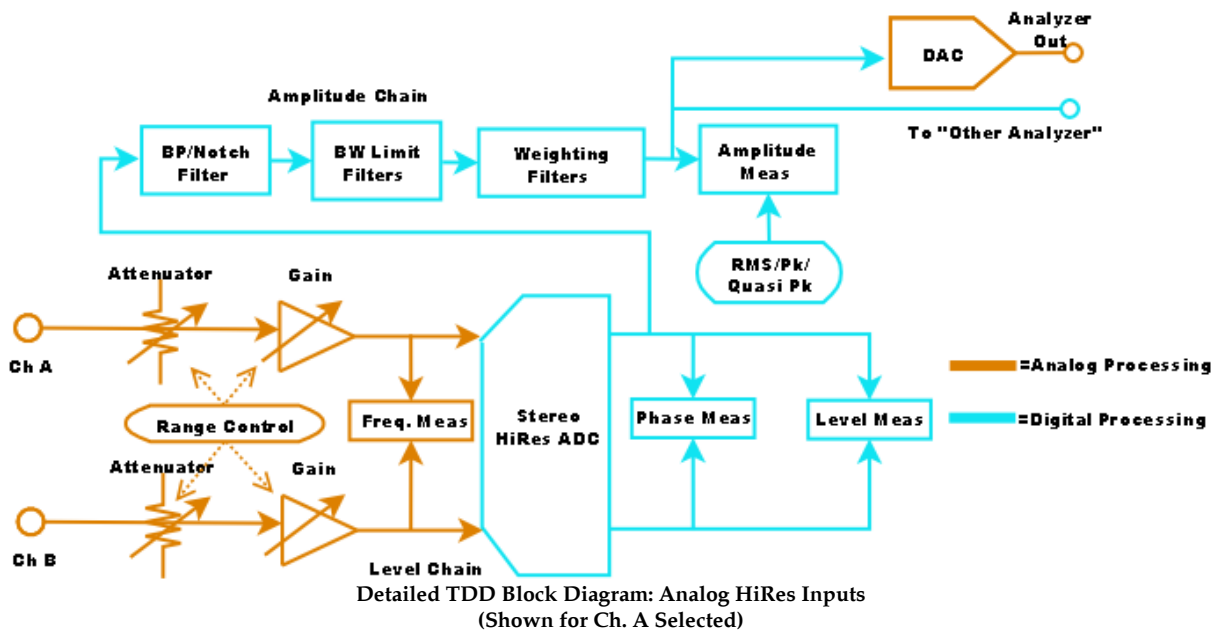 Analyzer
Out
DAC
To "Other Analyzer"
Amplitude Chain
BP/Notch
Filter
BW Limit
Filters
Weighting
Filters
Amplitude
Meas
RMS/Pk/
Quasi Pk
Attenuator
Gain
Ch A
Range Control
Freq. Meas
Stereo
HiRes ADC
Phase Meas
Level Meas
=Analog Processing
=Digital Processing
Attenuator
Gain
Ch B
Level Chain
Detailed TDD Block Diagram: Analog HiRes Inputs
(Shown for Ch. A Selected)